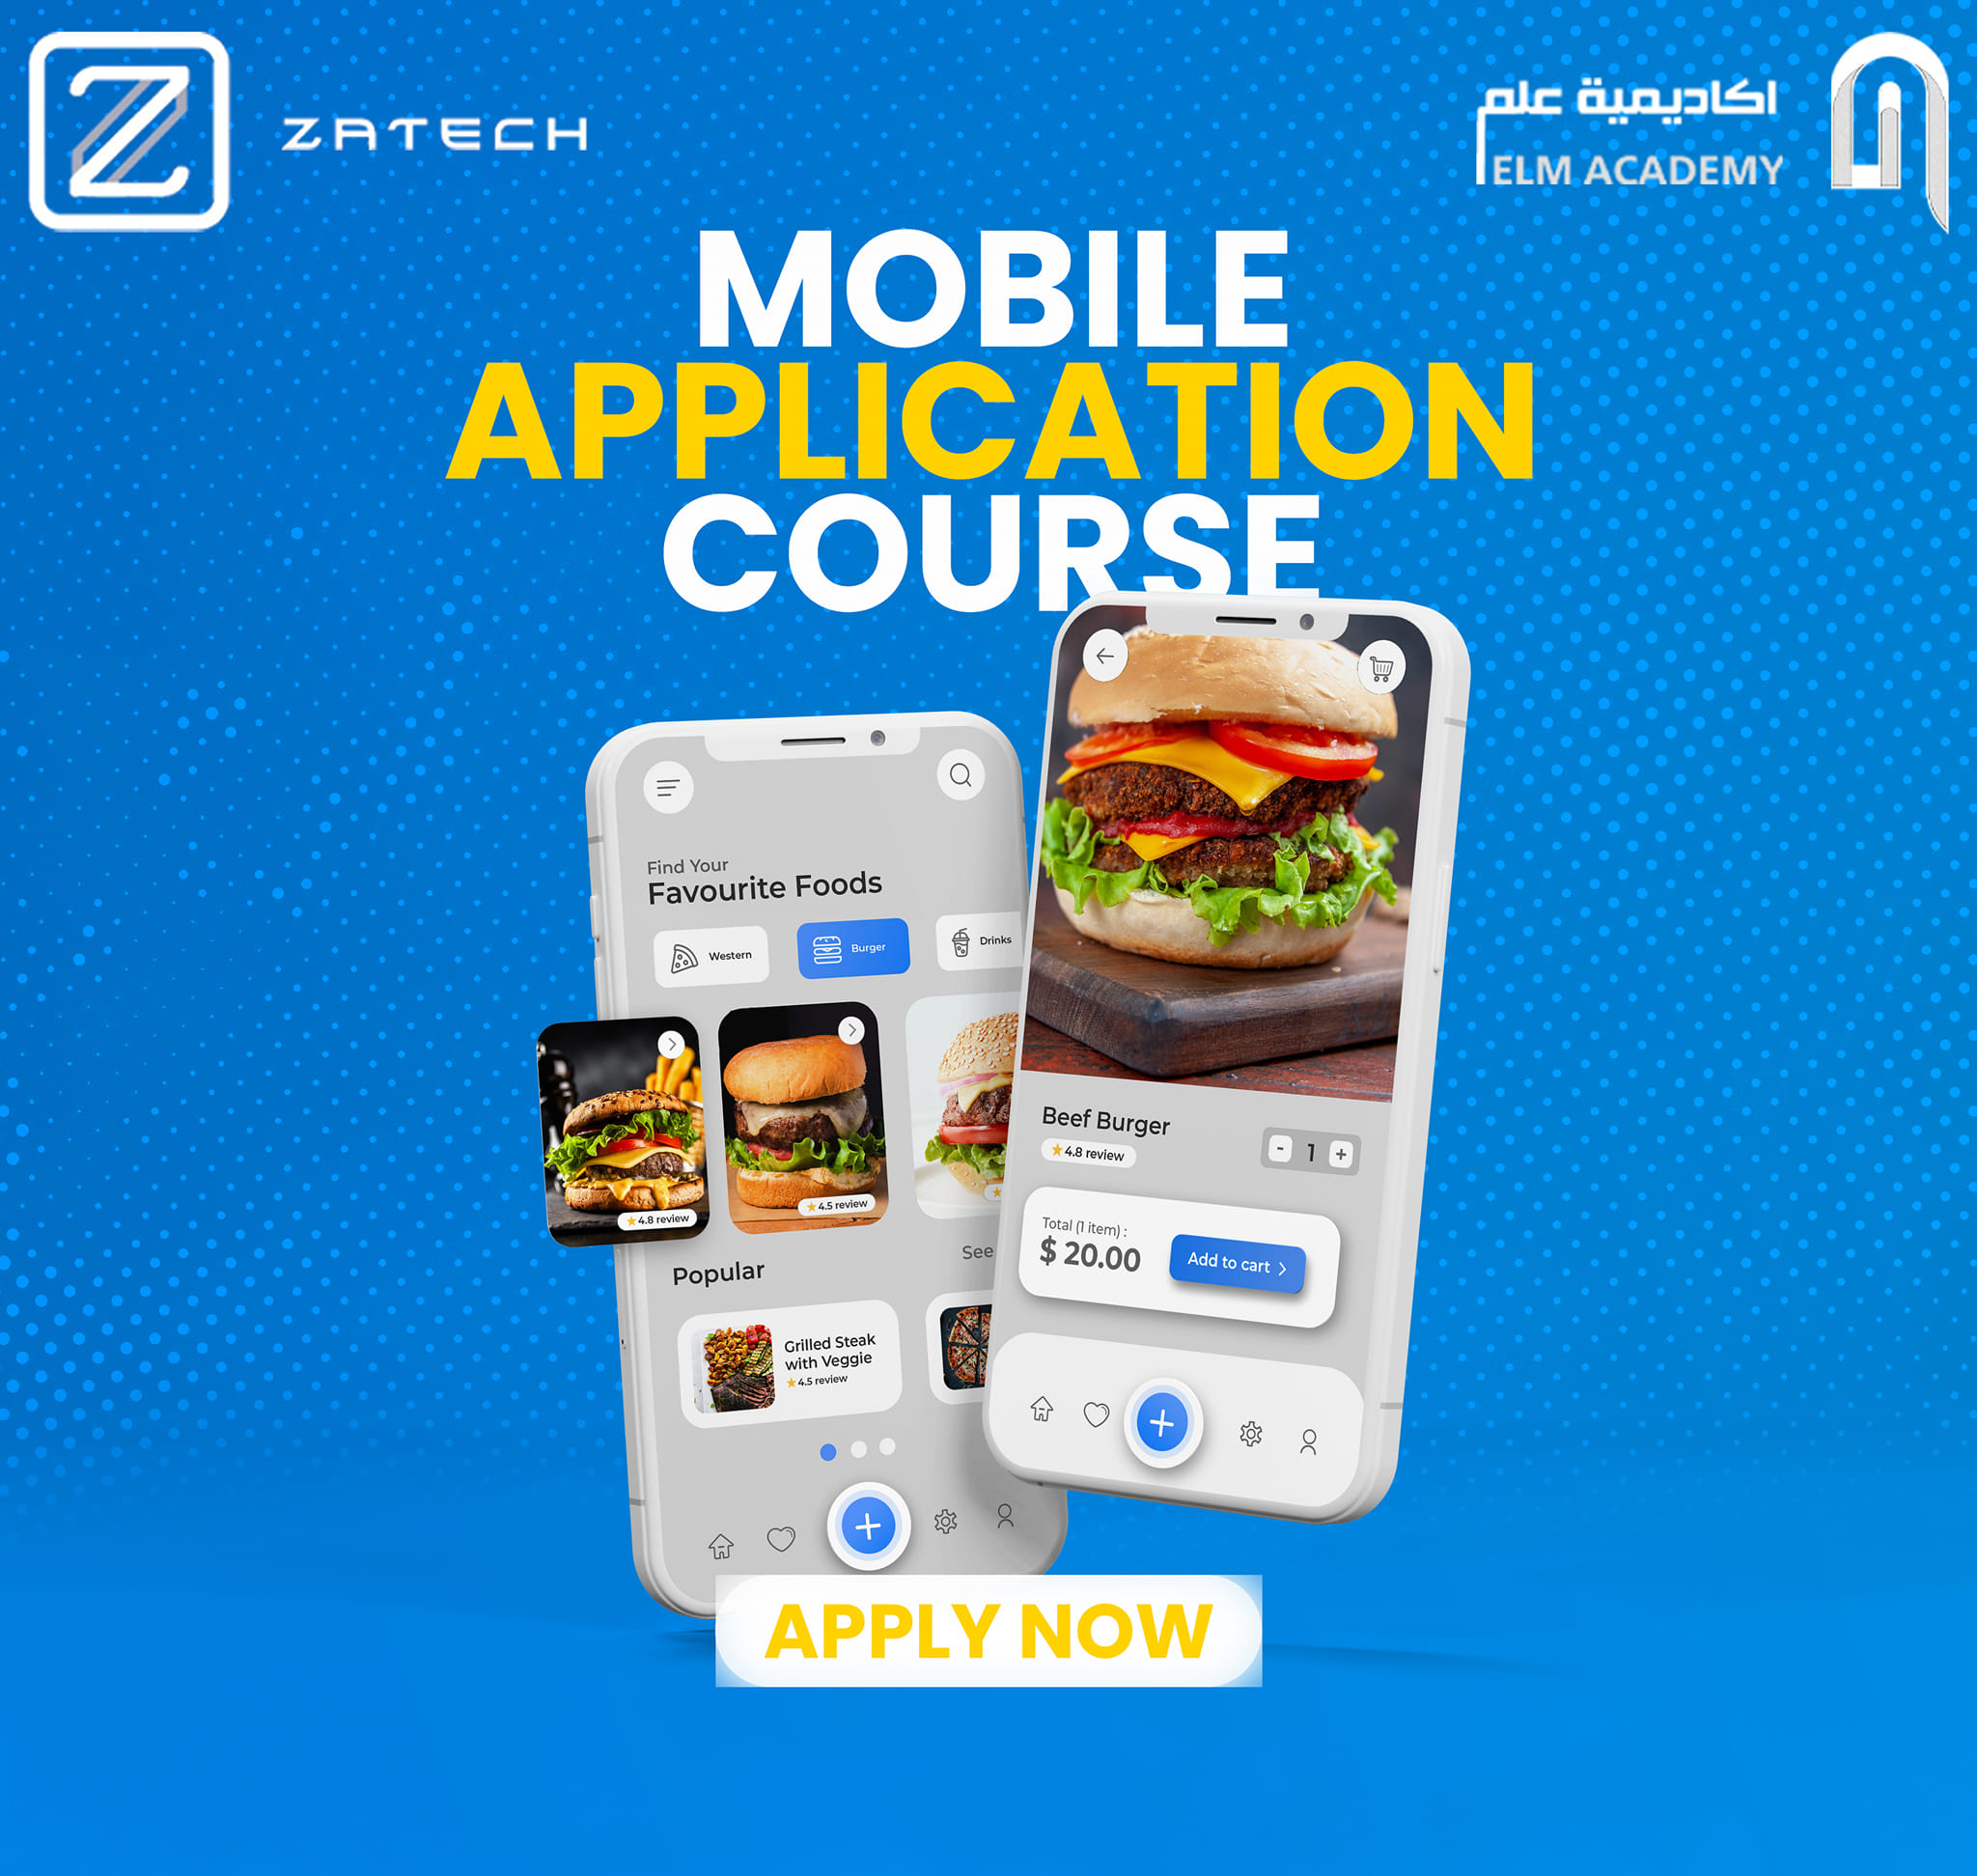 ZATECH
اكاديمية علم
ELM ACADEMY
MOBILE
APPLICATION
COURSE
Find Your
Favourite Foods
Western
Burger
Drinks
4.8 review
4.5 review
Popular
See
Grilled Steak
with Veggie
4.5 review
Beef Burger
4.8 review
- 1 +
Total (1 item) :
$ 20.00
Add to cart
APPLY NOW